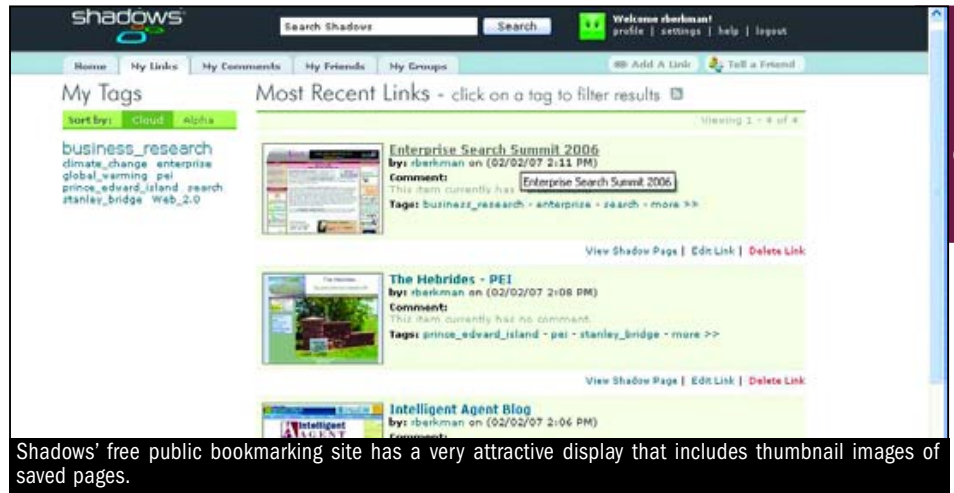 shadows
Search Shadows
Search
Welcome rberkman!
profile | settings | help | logout
Home
My Links
My Comments
My Friends
My Groups
Add A Link
Tell a Friend
My Tags
Sort by: Cloud Alpha
business_research
climate_change enterprise
global_warming pei
prince_edward_island search
stanley_bridge Web_2.0
Most Recent Links - click on a tag to filter results
Viewing 1 - 4 of 4
Enterprise Search Summit 2006
by: rberkman on (02/02/07 2:11 PM)
Comment:
This item currently has
Enterprise Search Summit 2006
Tags: business_research - enterprise - search - more >>
View Shadow Page | Edit Link | Delete Link
The Hebrides - PEI
by: rberkman on (02/02/07 2:08 PM)
Comment:
This item currently has no comment.
Tags: prince_edward_island - pei - stanley_bridge - more >>
View Shadow Page | Edit Link | Delete Link
Intelligent
AGENT
Intelligent Agent Blog
by: rberkman on (02/02/07 2:06 PM)
Comment:
Shadows' free public bookmarking site has a very attractive display that includes thumbnail images of
saved pages.